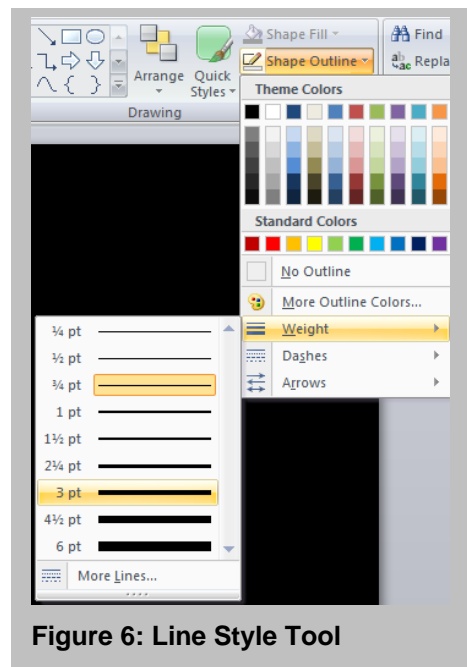 Shape Fill
Find
Shape Outline
Repla
Arrange
Quick
Styles
Drawing
Theme Colors
Standard Colors
No Outline
More Outline Colors...
Weight
Dashes
Arrows
¼ pt
½ pt
¾ pt
1 pt
1½ pt
2¼ pt
3 pt
4½ pt
6 pt
More Lines...
Figure 6: Line Style Tool